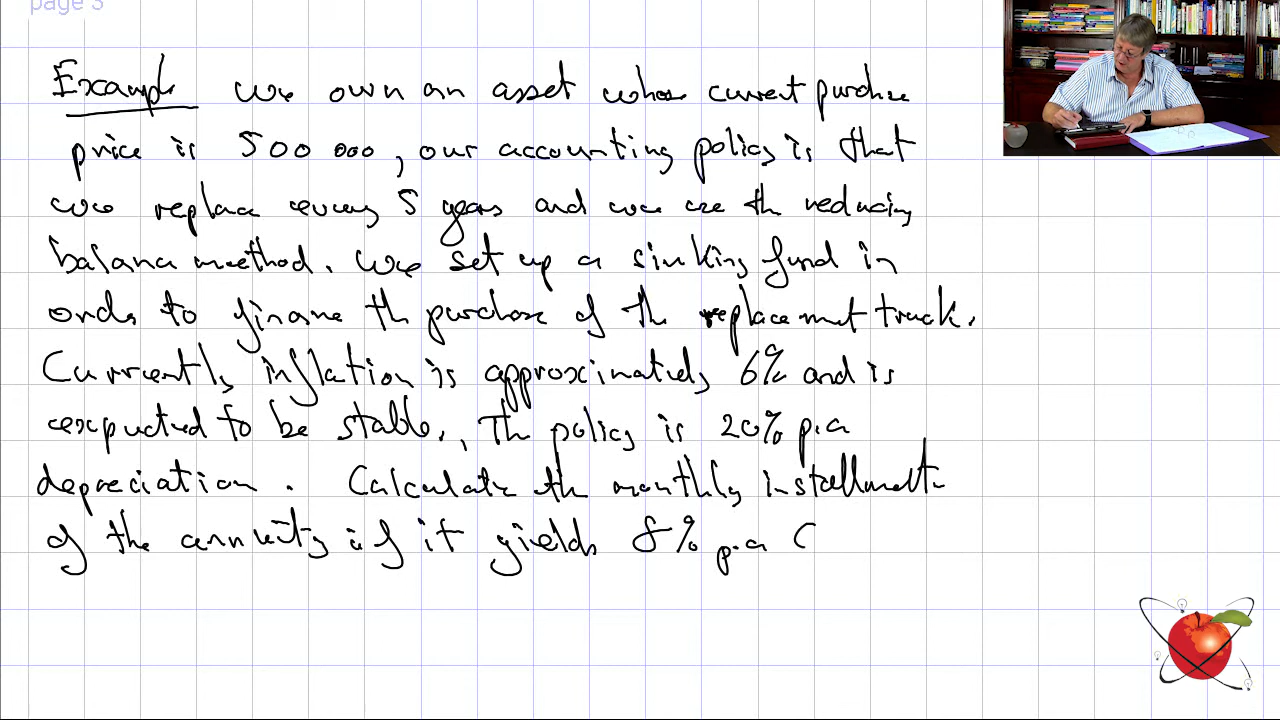 page 3
Example We own an asset whose current purchase
price is 500 000, our accounting policy is that
we replace every 5 years and we use the reducing
balance method. We set up a sinking fund in
order to finance the purchase of the replacement truck.
Currently inflation is approximately 6% and is
expected to be stable., The policy is 20% p.a
depreciation. Calculate the monthly installment
of the annuity if it yields 8% p.a C